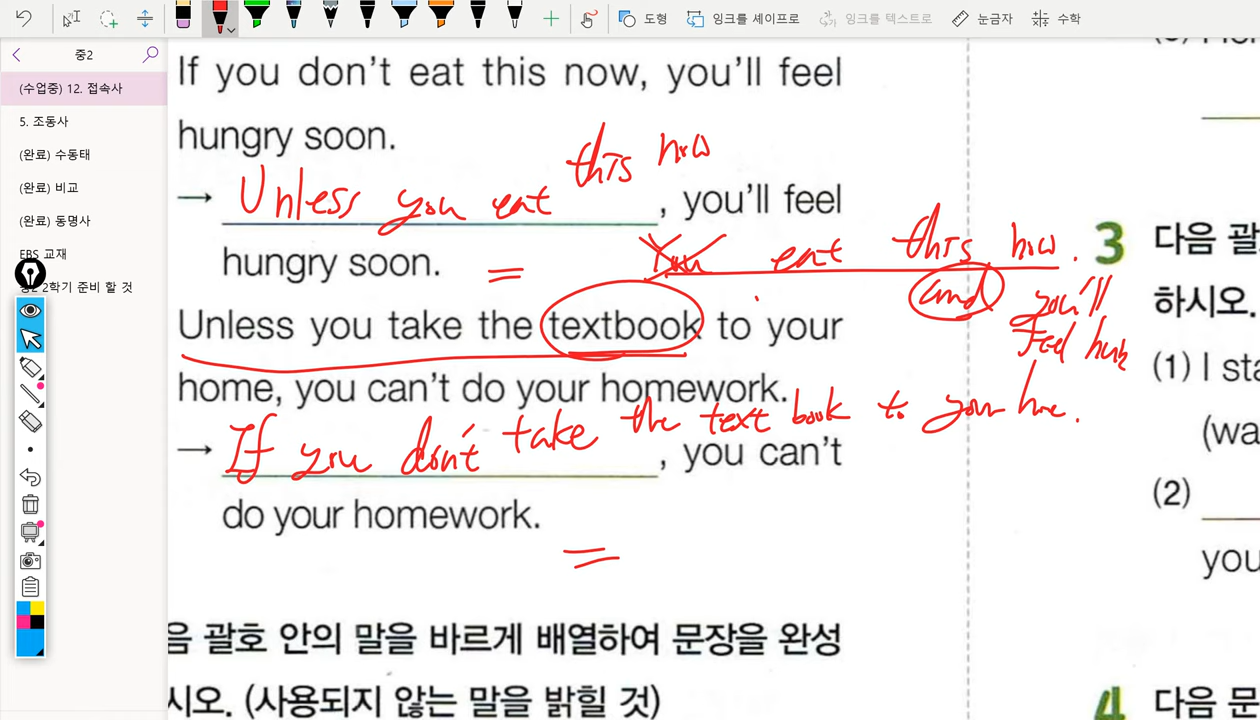 도형
잉크를 셰이프로
잉크를 텍스트로
눈금자
수학
중2
(수업중) 12. 접속사
5. 조동사
(완료) 수동태
(완료) 비교
(완료) 동명사
EBS 교재
2학기 준비 할 것
If you don't eat this now, you'll feel
hungry soon.
→ Unless you eat this now, you'll feel
hungry soon.
= You eat this now.
and you'll
Feel
Unless you take the textbook to your
home, you can't do your homework.
→ If you don't take the text book to your
, you can't
do your homework.
=
음 괄호 안의 말을 바르게 배열하여 문장을 완성
시오. (사용되지 않는 말을 밝힐 것)
3 다음 괄
하시오.
(1) I sta
(wa
(2)
you
4 다음 문